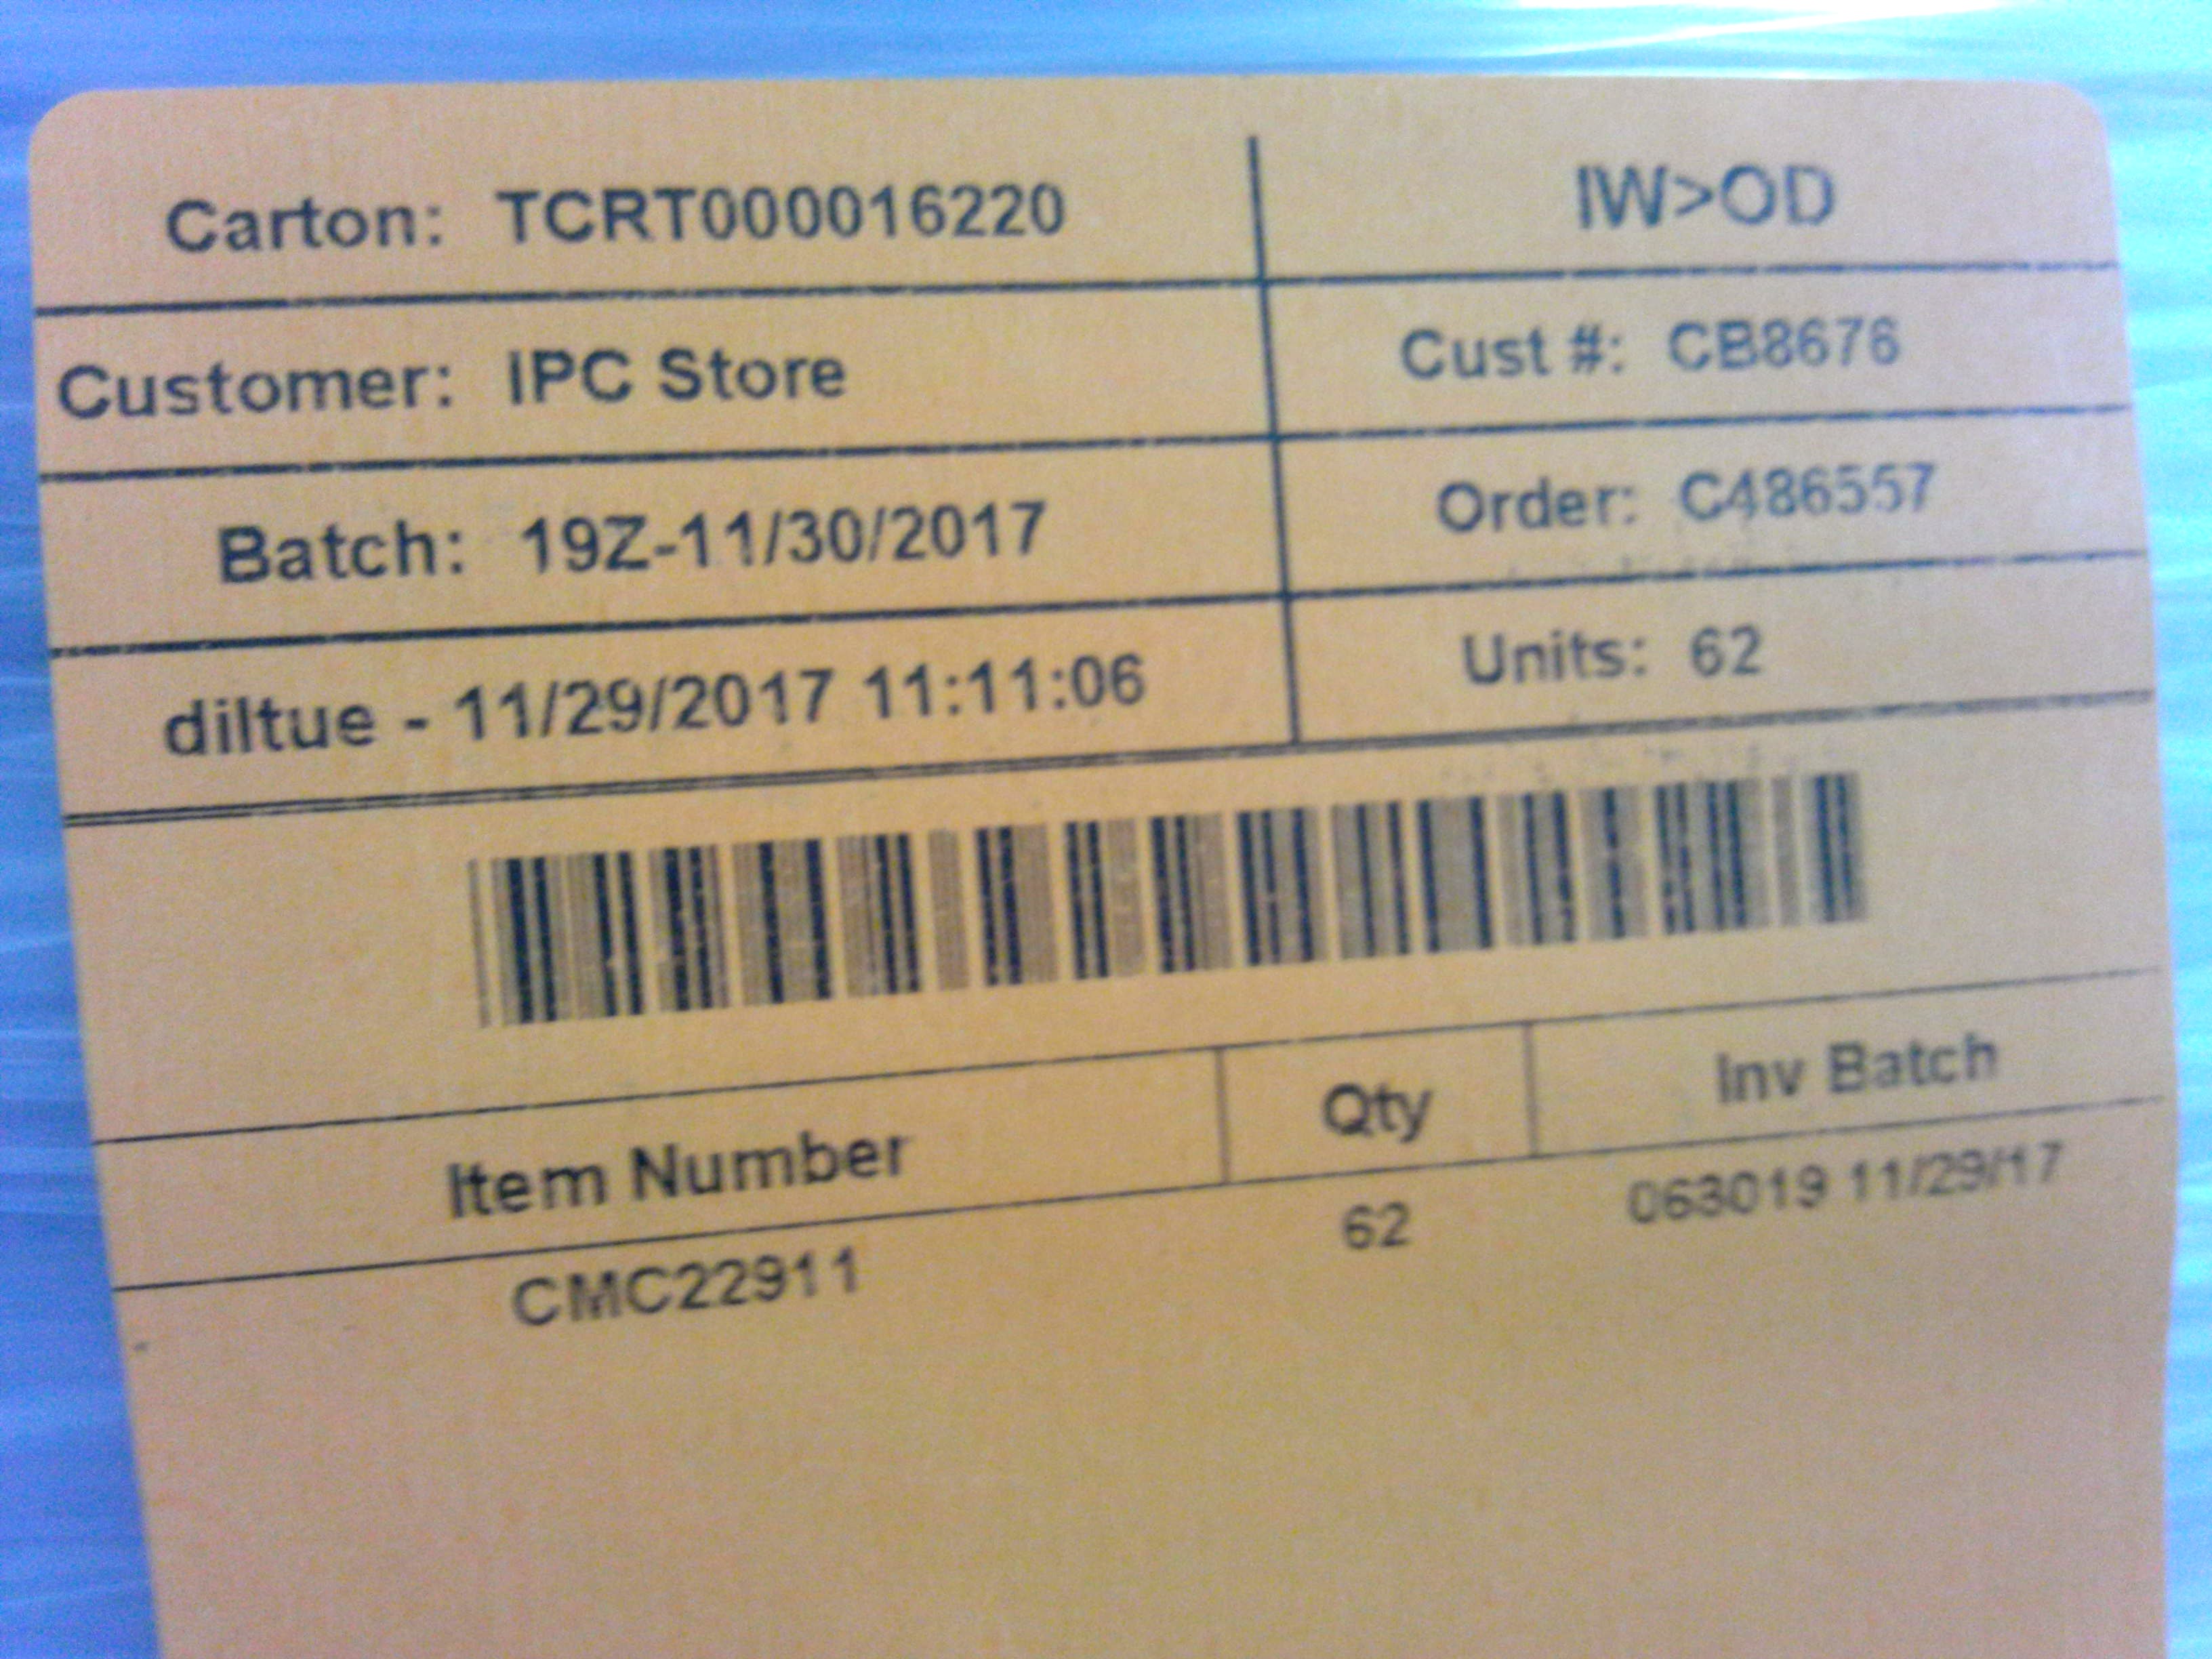 Carton: TCRT000016220 IW>OD
Customer: IPC Store Cust #: CB8676
Batch: 19Z-11/30/2017 Order: C486557
diltue - 11/29/2017 11:11:06 Units: 62
Item Number Qty Inv Batch
CMC22911 62 063019 11/29/17